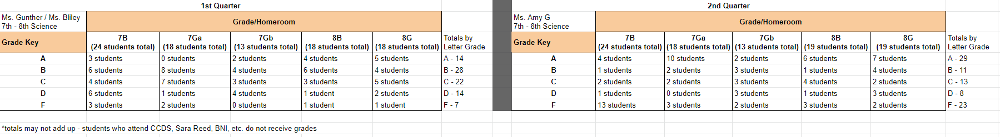 1st Quarter 2nd Quarter
Ms. Gunther / Ms. Bliley Grade/Homeroom Ms. Amy G Grade/Homeroom
7th - 8th Science 7th - 8th Science
Grade Key 7B 7Ga 7Gb 8B 8G Totals by Grade Key 7B 7Ga 7Gb 8B 8G Totals by
(24 students total) (18 students total) (13 students total) (18 students total) (18 students total) Letter Grade (24 students total) (18 students total) (13 students total) (19 students total) (19 students total) Letter Grade
A 3 students 0 students 2 students 4 students 5 students A - 14 A 4 students 10 students 2 students 6 students 7 students A - 29
B 6 students 8 students 4 students 6 students 4 students B - 28 B 1 students 2 students 3 students 1 students 4 students B - 11
C 4 students 7 students 3 students 3 students 5 students C - 22 C 2 students 2 students 3 students 4 students 2 students C - 13
D 6 students 1 students 4 students 1 student 2 students D - 14 D 1 students 0 students 3 students 1 students 3 students D - 8
F 3 students 2 students 0 students 1 student 1 student F - 7 F 13 students 3 students 2 students 3 students 2 students F - 23
*totals may not add up - students who attend CCDS, Sara Reed, BNI, etc. do not receive grades